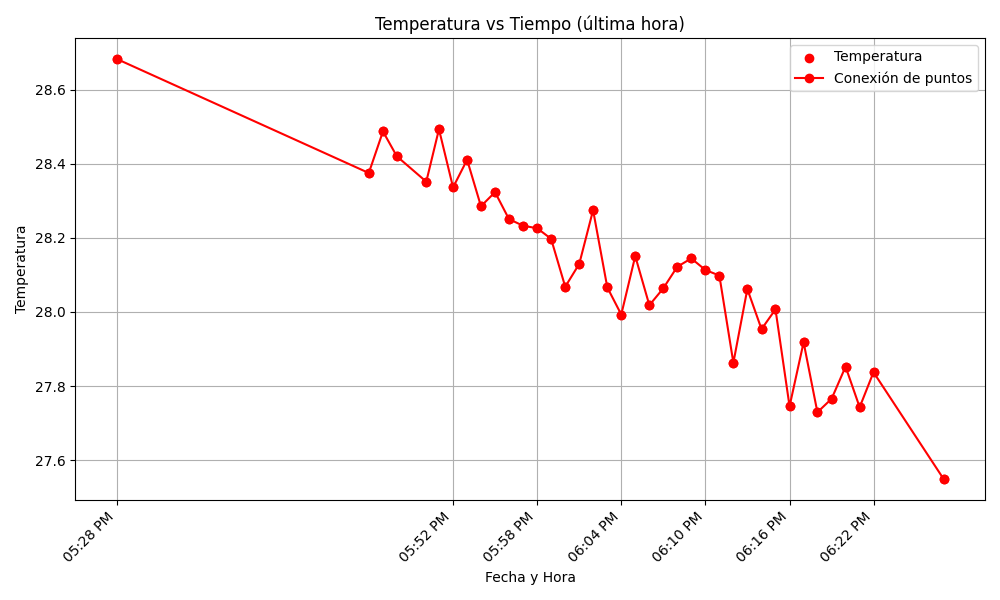 Temperatura vs Tiempo (última hora)
Temperatura
Conexión de puntos
28.6
28.4
28.2
28.0
27.8
27.6
Temperatura
05:28 PM
05:52 PM
05:58 PM
06:04 PM
06:10 PM
06:16 PM
06:22 PM
Fecha y Hora